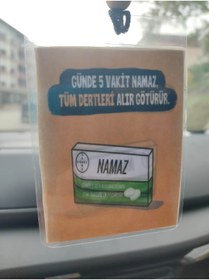 GÜNDE 5 VAKİT NAMAZ,
TÜM DERTLERİ ALIR GÖTÜRÜR.
NAMAZ